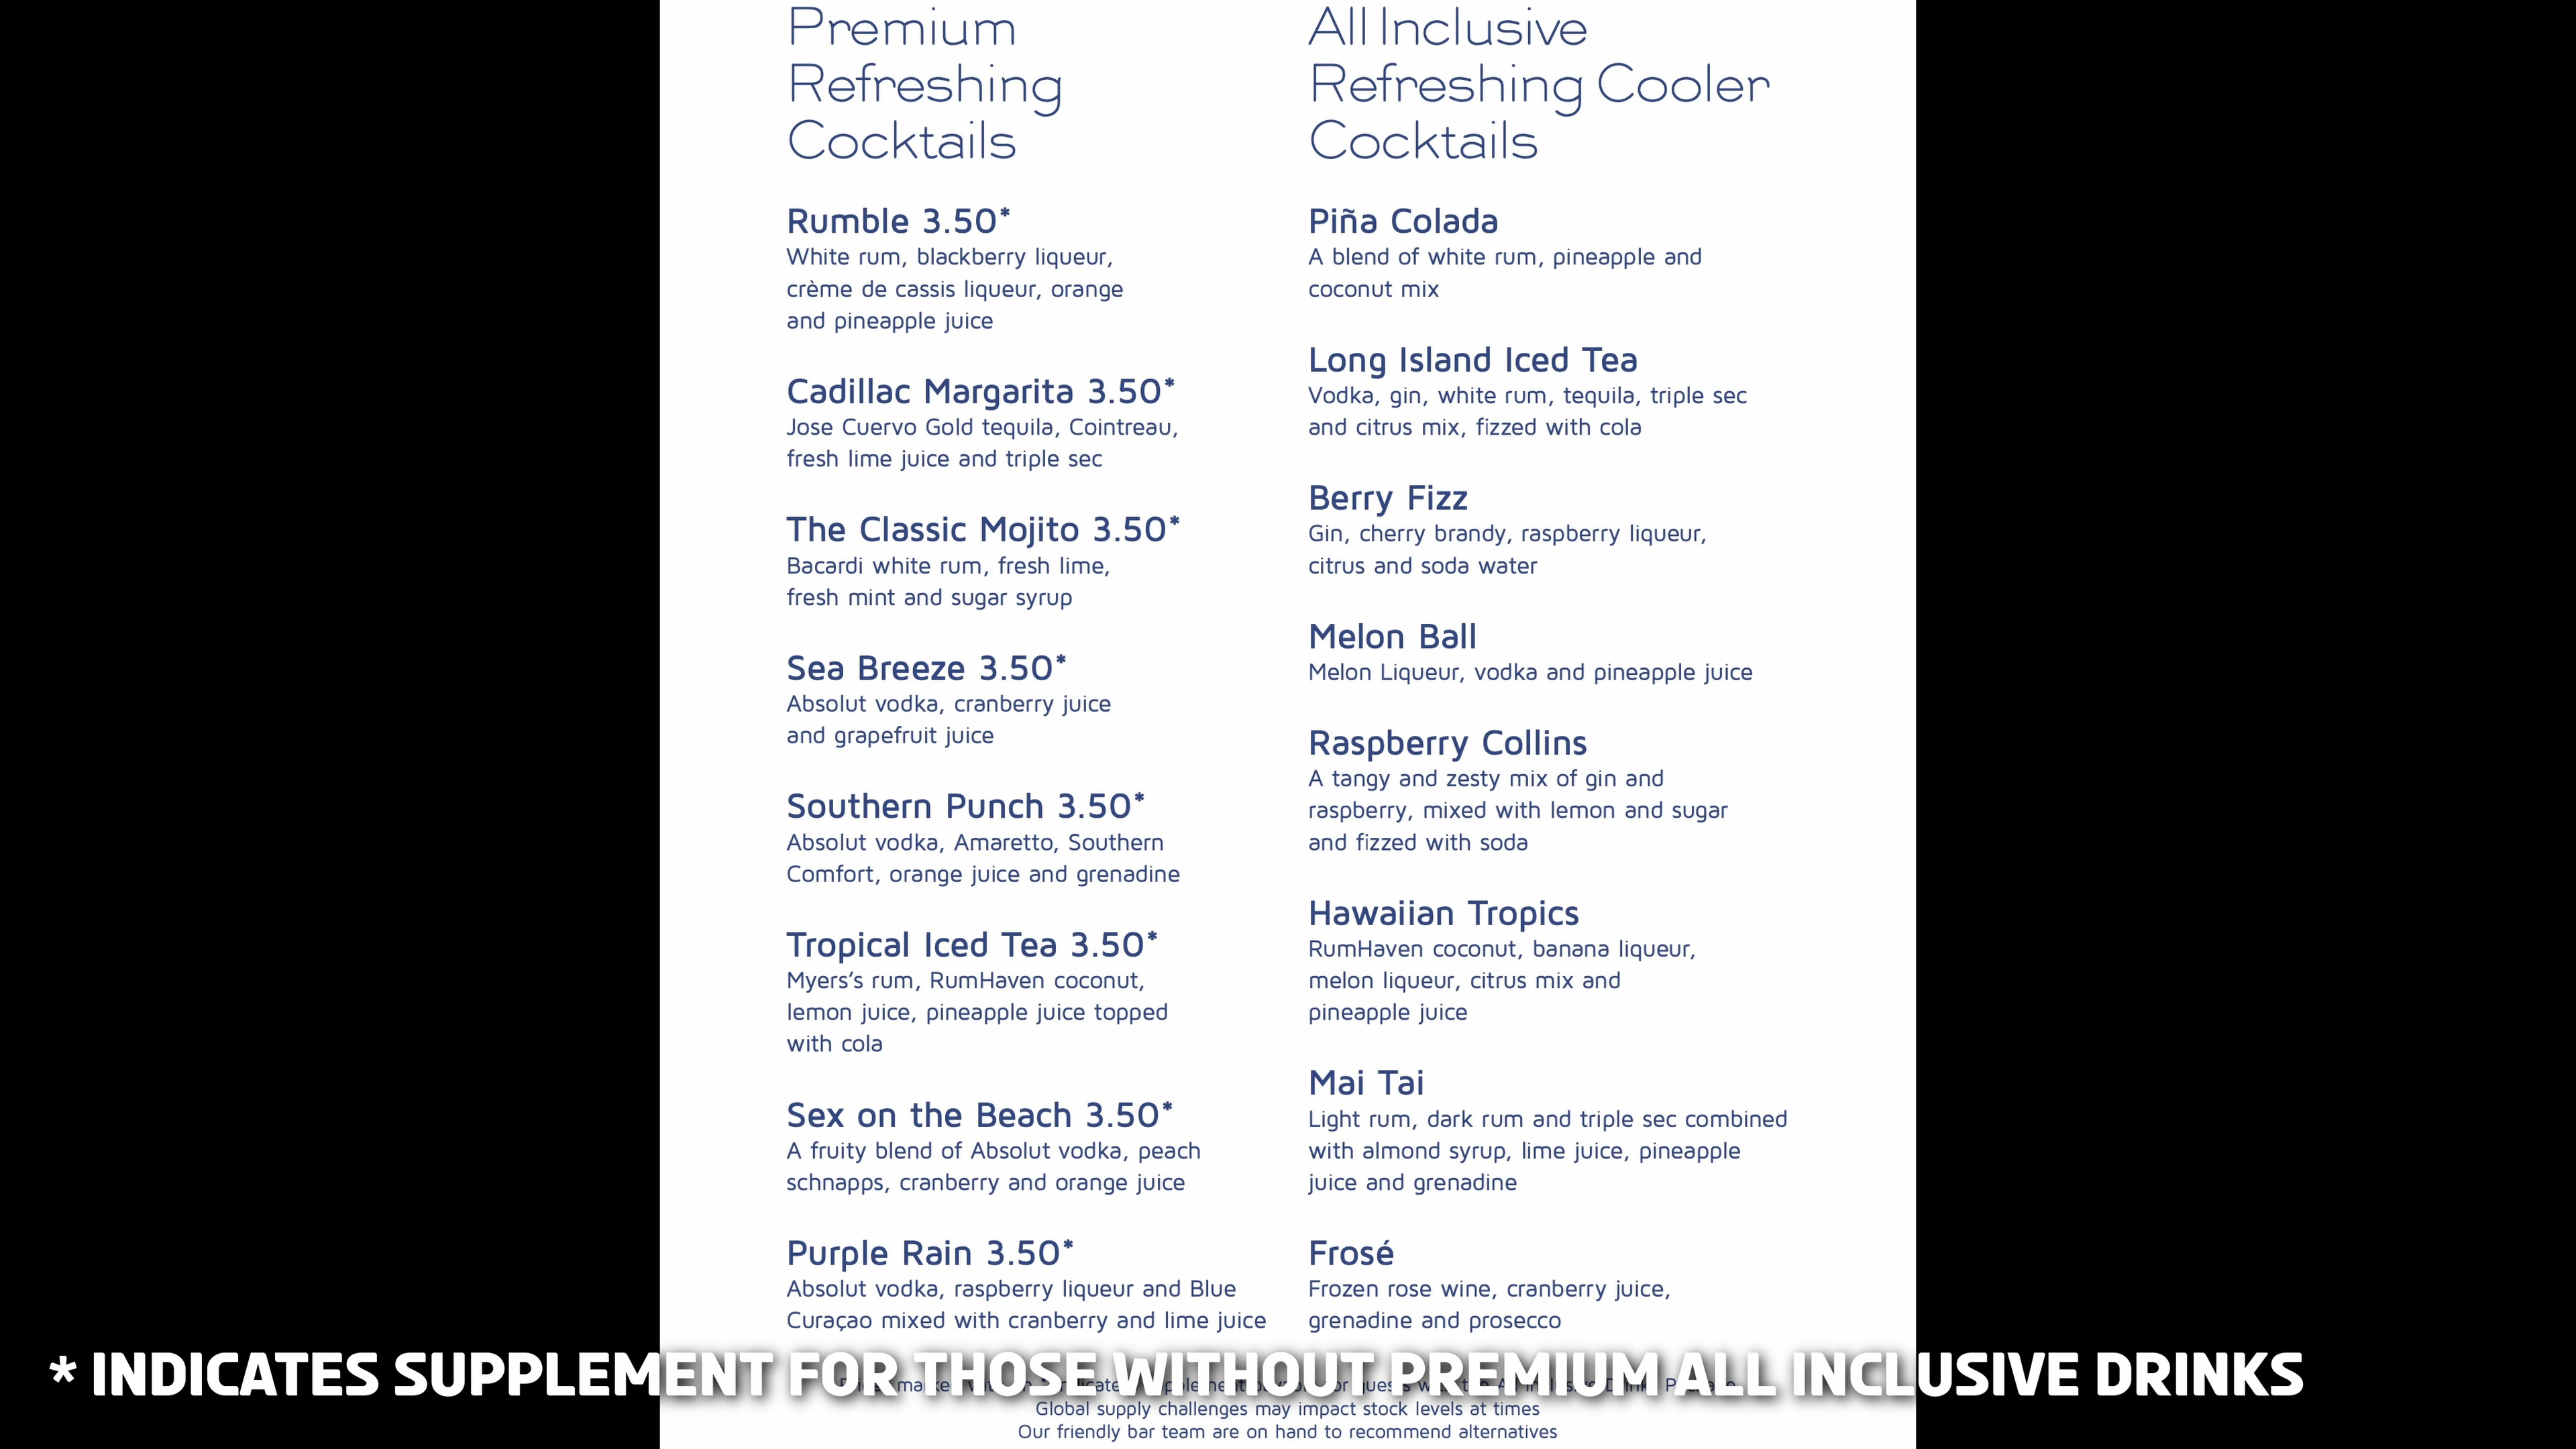 Premium
Refreshing
Cocktails
Rumble 3.50*
White rum, blackberry liqueur,
crème de cassis liqueur, orange
and pineapple juice
Cadillac Margarita 3.50*
Jose Cuervo Gold tequila, Cointreau,
fresh lime juice and triple sec
The Classic Mojito 3.50*
Bacardi white rum, fresh lime,
fresh mint and sugar syrup
Sea Breeze 3.50*
Absolut vodka, cranberry juice
and grapefruit juice
Southern Punch 3.50*
Absolut vodka, Amaretto, Southern
Comfort, orange juice and grenadine
Tropical Iced Tea 3.50*
Myers’s rum, RumHaven coconut,
lemon juice, pineapple juice topped
with cola
Sex on the Beach 3.50*
A fruity blend of Absolut vodka, peach
schnapps, cranberry and orange juice
Purple Rain 3.50*
Absolut vodka, raspberry liqueur and Blue
Curaçao mixed with cranberry and lime juice
All Inclusive
Refreshing Cooler
Cocktails
Piña Colada
A blend of white rum, pineapple and
coconut mix
Long Island Iced Tea
Vodka, gin, white rum, tequila, triple sec
and citrus mix, fizzed with cola
Berry Fizz
Gin, cherry brandy, raspberry liqueur,
citrus and soda water
Melon Ball
Melon Liqueur, vodka and pineapple juice
Raspberry Collins
A tangy and zesty mix of gin and
raspberry, mixed with lemon and sugar
and fizzed with soda
Hawaiian Tropics
RumHaven coconut, banana liqueur,
melon liqueur, citrus mix and
pineapple juice
Mai Tai
Light rum, dark rum and triple sec combined
with almond syrup, lime juice, pineapple
juice and grenadine
Frosé
Frozen rose wine, cranberry juice,
grenadine and prosecco
* INDICATES SUPPLEMENT FOR THOSE WITHOUT PREMIUM ALL INCLUSIVE DRINKS
Global supply challenges may impact stock levels at times
Our friendly bar team are on hand to recommend alternatives